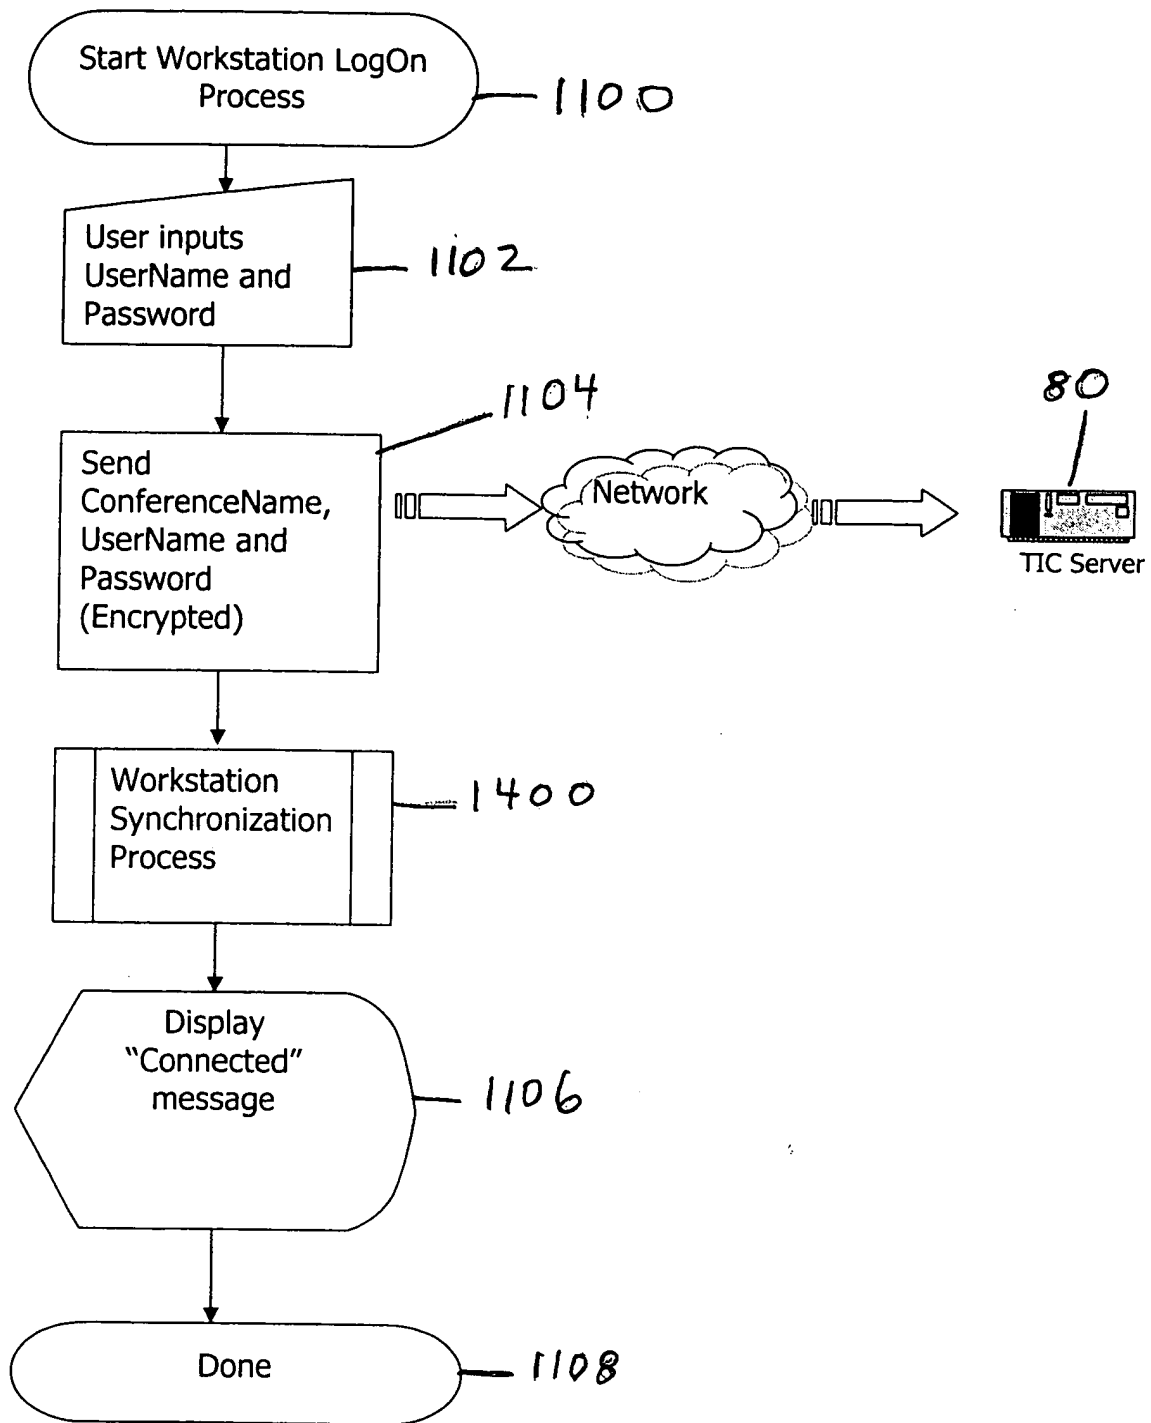 Start Workstation LogOn
Process
1100
User inputs
UserName and
Password
1102
1104
80
Send
ConferenceName,
UserName and
Password
(Encrypted)
Network
TIC Server
Workstation
Synchronization
Process
1400
Display
“Connected”
message
1106
Done
1108